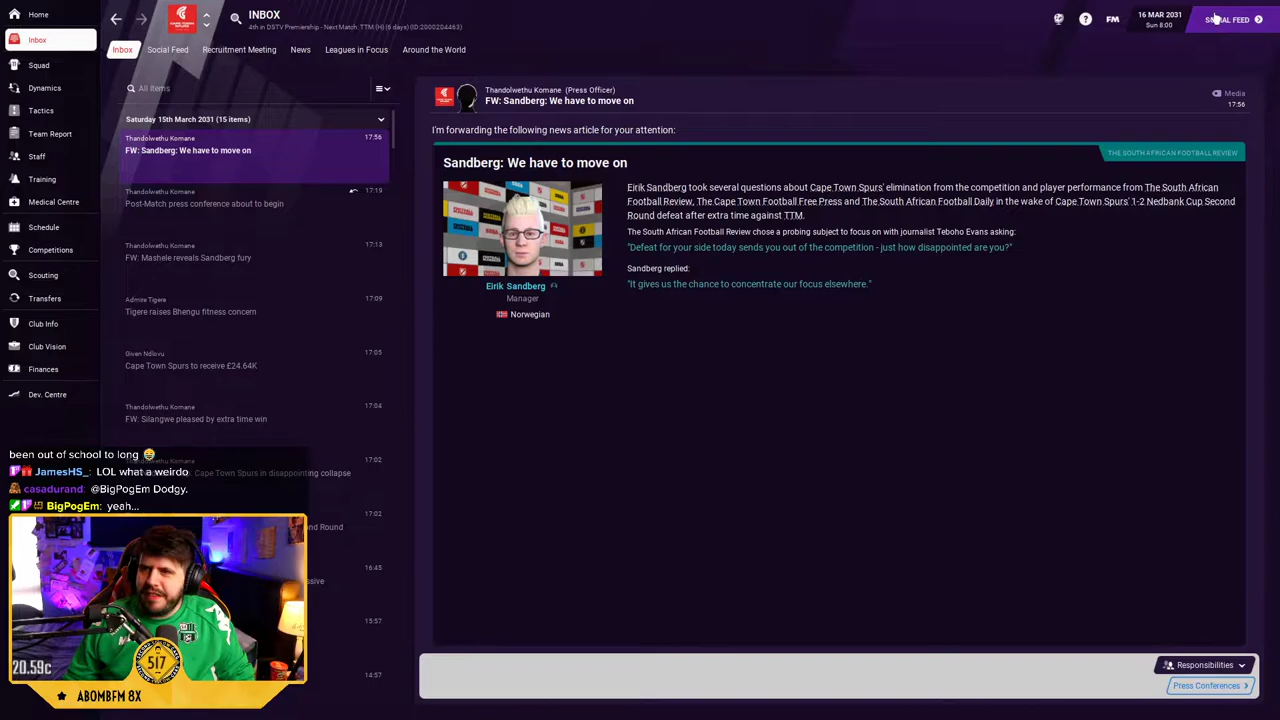 Home
Inbox
Squad
Dynamics
Tactics
Team Report
Staff
Training
Medical Centre
Schedule
Competitions
Scouting
Transfers
Club Info
Club Vision
Finances
Dev. Centre
INBOX
4th in DSTV Premiership - Next Match: TTM (H) (6 days) (ID:2000204463)
FM
16 MAR 2031
Sun 8:00
SOCIAL FEED
Inbox
Social Feed
Recruitment Meeting
News
Leagues in Focus
Around the World
All Items
Saturday 15th March 2031 (15 items)
Thandolwethu Komane 17:56
FW: Sandberg: We have to move on
Thandolwethu Komane 17:19
Post-Match press conference about to begin
Thandolwethu Komane 17:13
FW: Mashele reveals Sandberg fury
Admire Tigere 17:09
Tigere raises Bhengu fitness concern
Given Ndlovu 17:05
Cape Town Spurs to receive £24.64K
Thandolwethu Komane 17:04
FW: Silangwe pleased by extra time win
Thandolwethu Komane 17:02
Cape Town Spurs in disappointing collapse
17:02
nd Round
16:45
ssive
15:57
14:57
Thandolwethu Komane (Press Officer)
FW: Sandberg: We have to move on
Media
17:56
I'm forwarding the following news article for your attention:
THE SOUTH AFRICAN FOOTBALL REVIEW
Sandberg: We have to move on
Eirik Sandberg
Manager
Norwegian
Eirik Sandberg took several questions about Cape Town Spurs' elimination from the competition and player performance from The South African
Football Review, The Cape Town Football Free Press and The South African Football Daily in the wake of Cape Town Spurs' 1-2 Nedbank Cup Second
Round defeat after extra time against TTM.
The South African Football Review chose a probing subject to focus on with journalist Teboho Evans asking:
"Defeat for your side today sends you out of the competition - just how disappointed are you?"
Sandberg replied:
"It gives us the chance to concentrate our focus elsewhere."
Responsibilities
Press Conferences
been out of school to long
JamesHS_: LOL what a weirdo
casadurand: @BigPogEm Dodgy.
BigPogEm: yeah...
20.59c
517
ABOMBFM 8X